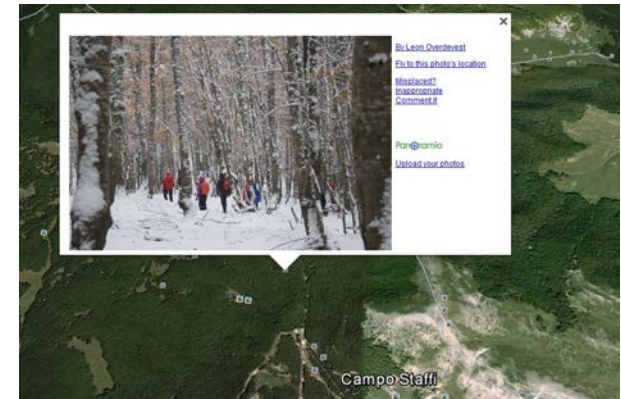 By Leon Overdevest
Fly to this photo's location
Misplaced?
Inappropriate
Comment it
Panoramio
Upload your photos
Campo Staffi